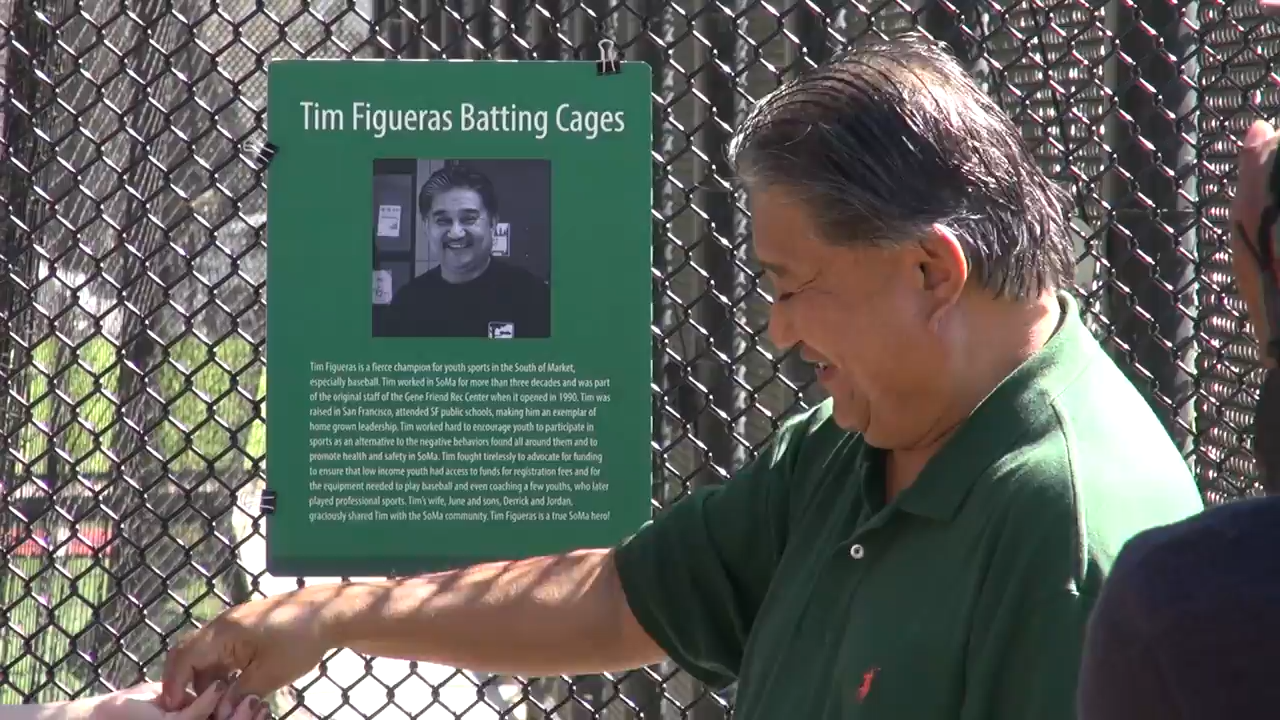 Tim Figueras Batting Cages
Tim Figueras is a fierce champion for youth sports in the South of Market,
especially baseball. Tim worked in SoMa for more than three decades and was part
of the original staff of the Gene Friend Rec Center when it opened in 1990. Tim was
raised in San Francisco, attended SF public schools, making him an exemplar of
home grown leadership. Tim worked hard to encourage youth to participate in
sports as an alternative to the negative behaviors found all around them and to
promote health and safety in SoMa. Tim fought tirelessly to advocate for funding
to ensure that low income youth had access to funds for registration fees and for
the equipment needed to play baseball and even coaching a few youths, who later
played professional sports. Tim's wife, June and sons, Derrick and Jordan,
graciously shared Tim with the SoMa community. Tim Figueras is a true SoMa hero!